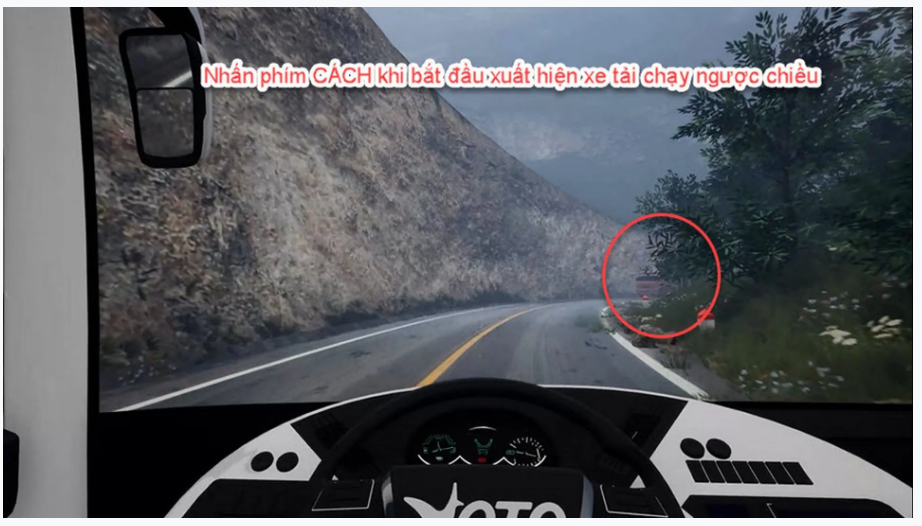 Nhấn phím CÁCH khi bắt đầu xuất hiện xe tải chạy ngược chiều